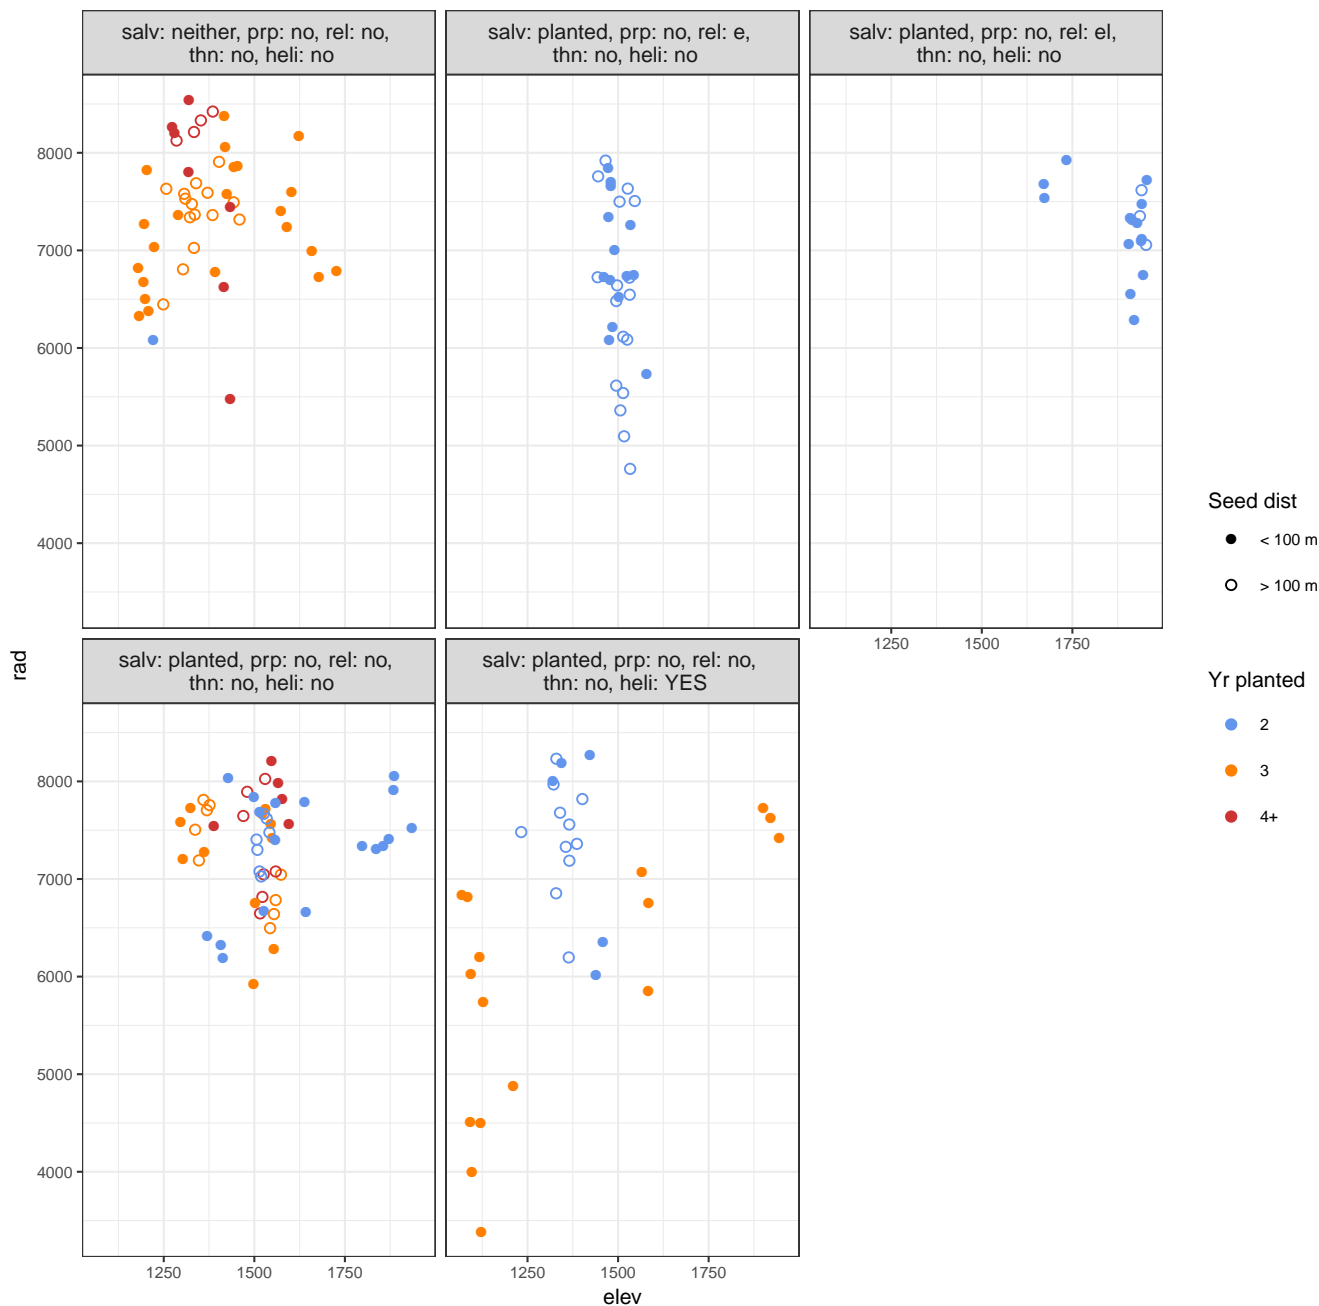 salv: neither, prp: no, rel: no,
thn: no, heli: no
salv: planted, prp: no, rel: e,
thn: no, heli: no
salv: planted, prp: no, rel: el,
thn: no, heli: no
8000
7000
6000
5000
4000
1250 1500 1750
salv: planted, prp: no, rel: no,
thn: no, heli: no
salv: planted, prp: no, rel: no,
thn: no, heli: YES
8000
7000
6000
5000
4000
1250 1500 1750
1250 1500 1750
rad
elev
Seed dist
< 100 m
> 100 m
Yr planted
2
3
4+